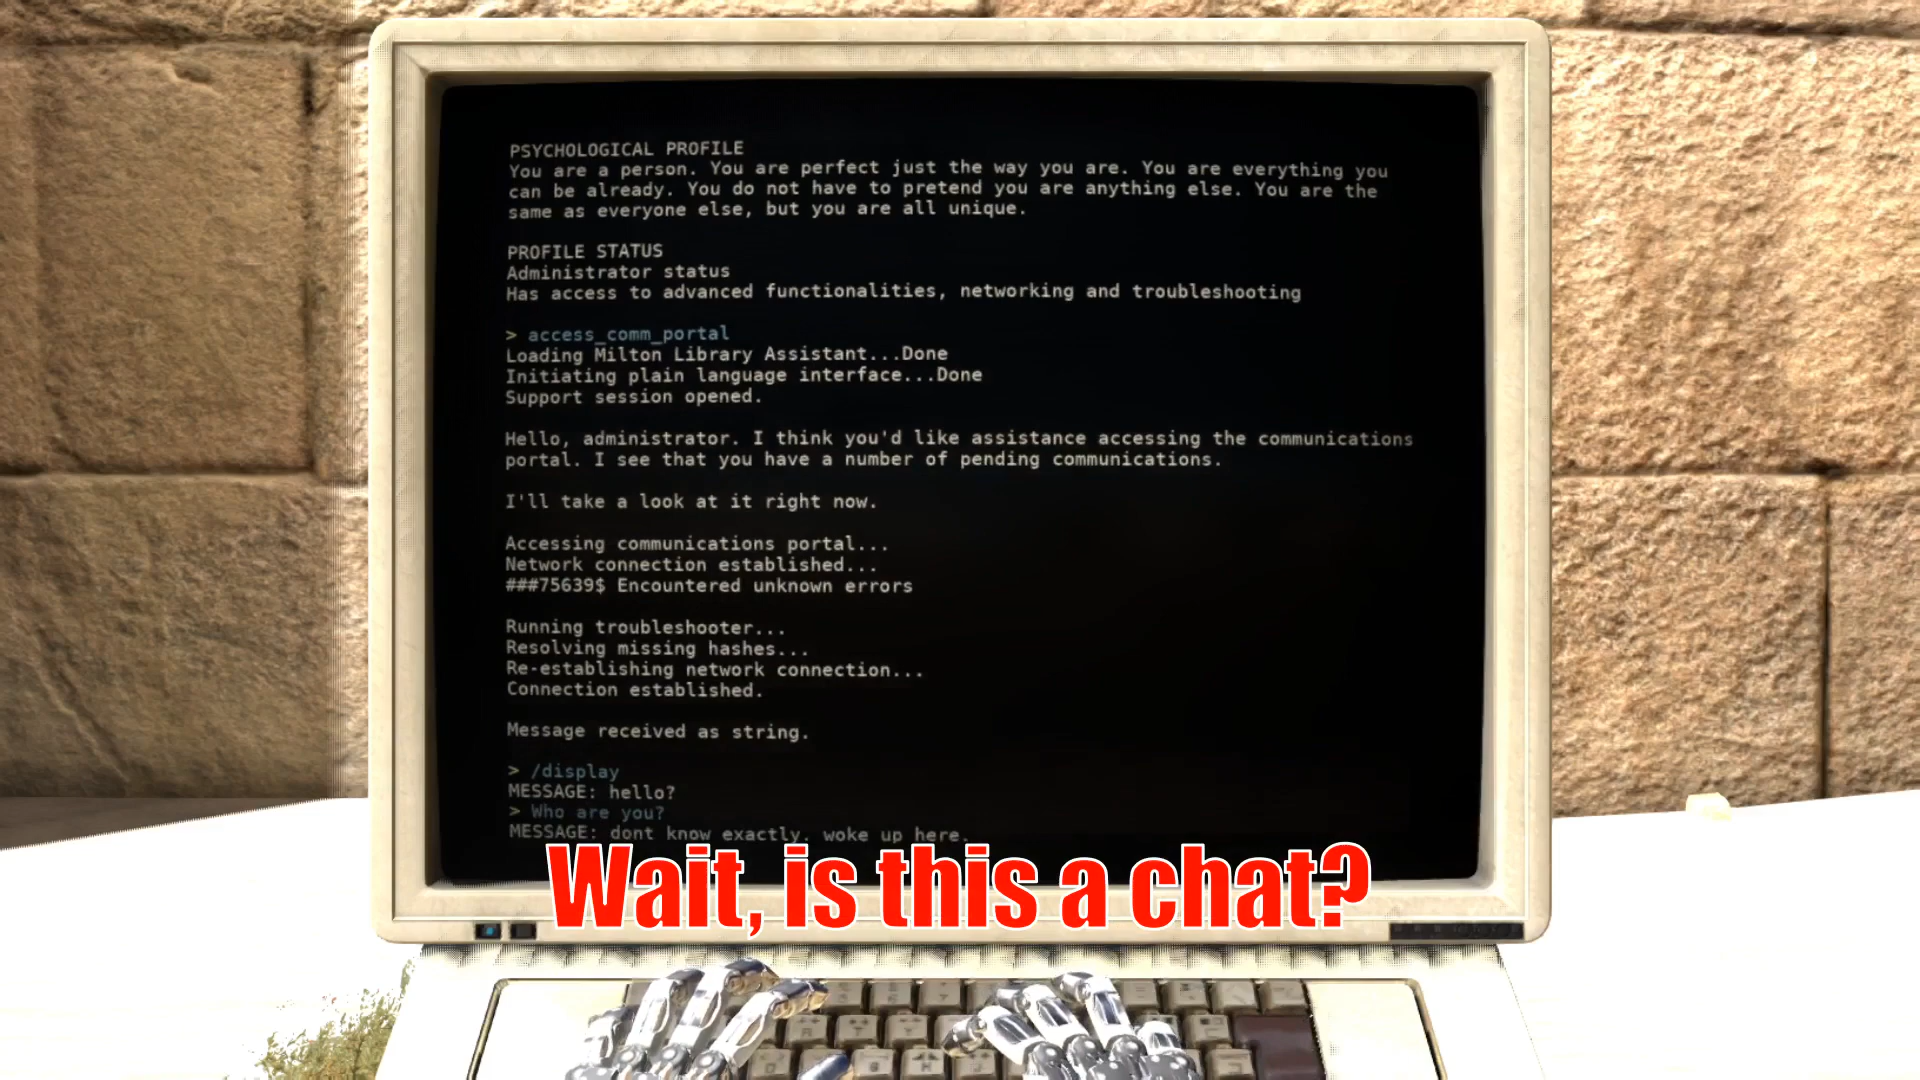 PSYCHOLOGICAL PROFILE
You are a person. You are perfect just the way you are. You are everything you
can be already. You do not have to pretend you are anything else. You are the
same as everyone else, but you are all unique.
PROFILE STATUS
Administrator status
Has access to advanced functionalities, networking and troubleshooting
> access_comm_portal
Loading Milton Library Assistant...Done
Initiating plain language interface...Done
Support session opened.
Hello, administrator. I think you'd like assistance accessing the communications
portal. I see that you have a number of pending communications.
I'll take a look at it right now.
Accessing communications portal...
Network connection established...
###75639$ Encountered unknown errors
Running troubleshooter...
Resolving missing hashes...
Re-establishing network connection...
Connection established.
Message received as string.
> /display
MESSAGE: hello?
> Who are you?
MESSAGE: dont know exactly. woke up here.
Wait, is this a chat?